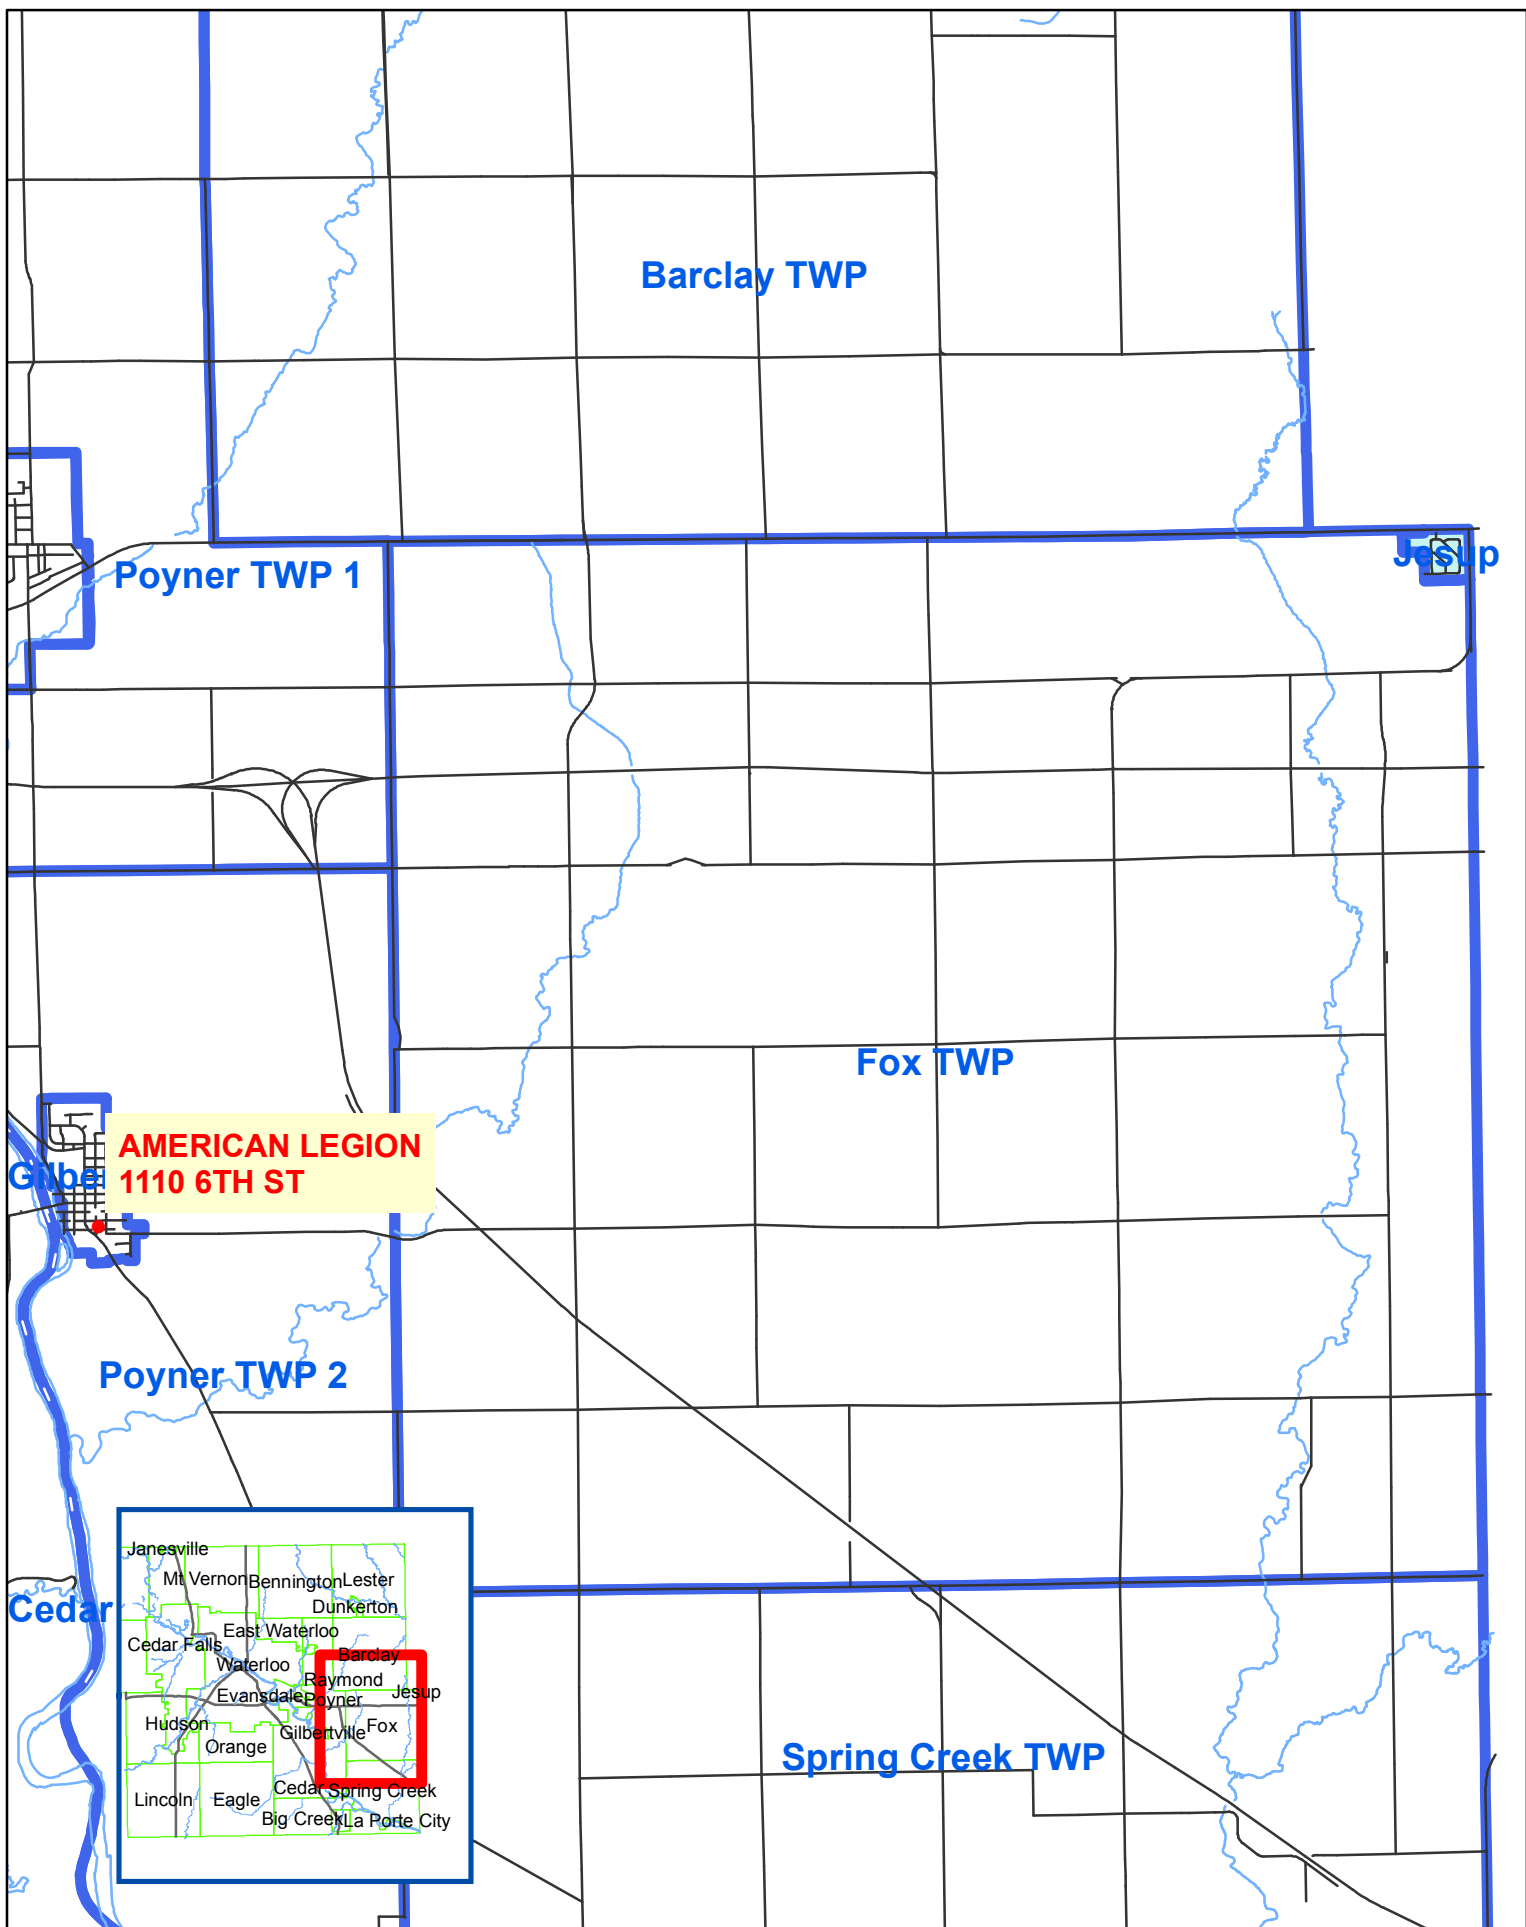 Barclay TWP
Poyner TWP 1
Jesup
Fox TWP
AMERICAN LEGION
1110 6TH ST
Gilbe
Poyner TWP 2
Cedar
Spring Creek TWP
Janesville
Mt Vernon
Bennington
Lester
Dunkerton
East Waterloo
Cedar Falls
Barclay
Waterloo
Raymond
Jesup
Evansdale
Poyner
Hudson
Gilbertville
Fox
Orange
Cedar
Spring Creek
Lincoln
Eagle
Big Creek
La Porte City